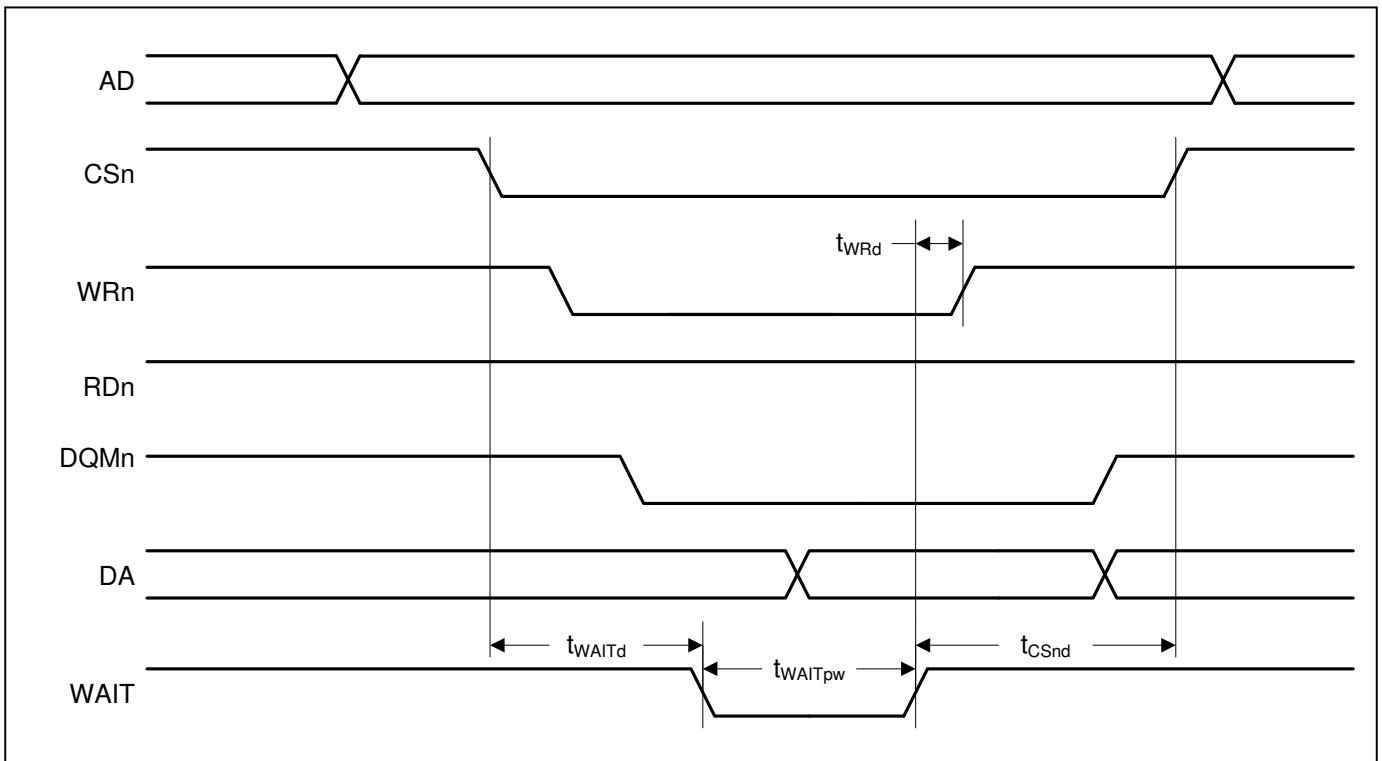 AD
CSn
tWRd
WRn
RDn
DQMn
DA
tWAITd
tWAITpw
tCSnd
WAIT